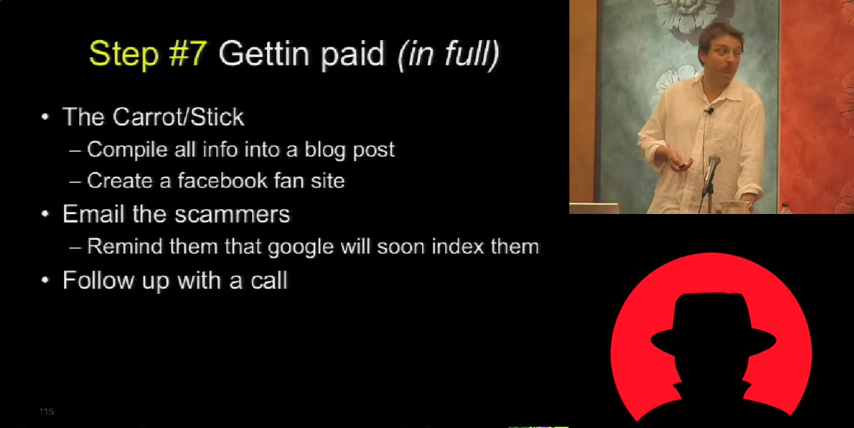 Step #7 Gettin paid (in full)
• The Carrot/Stick
– Compile all info into a blog post
– Create a facebook fan site
• Email the scammers
– Remind them that google will soon index them
• Follow up with a call
115